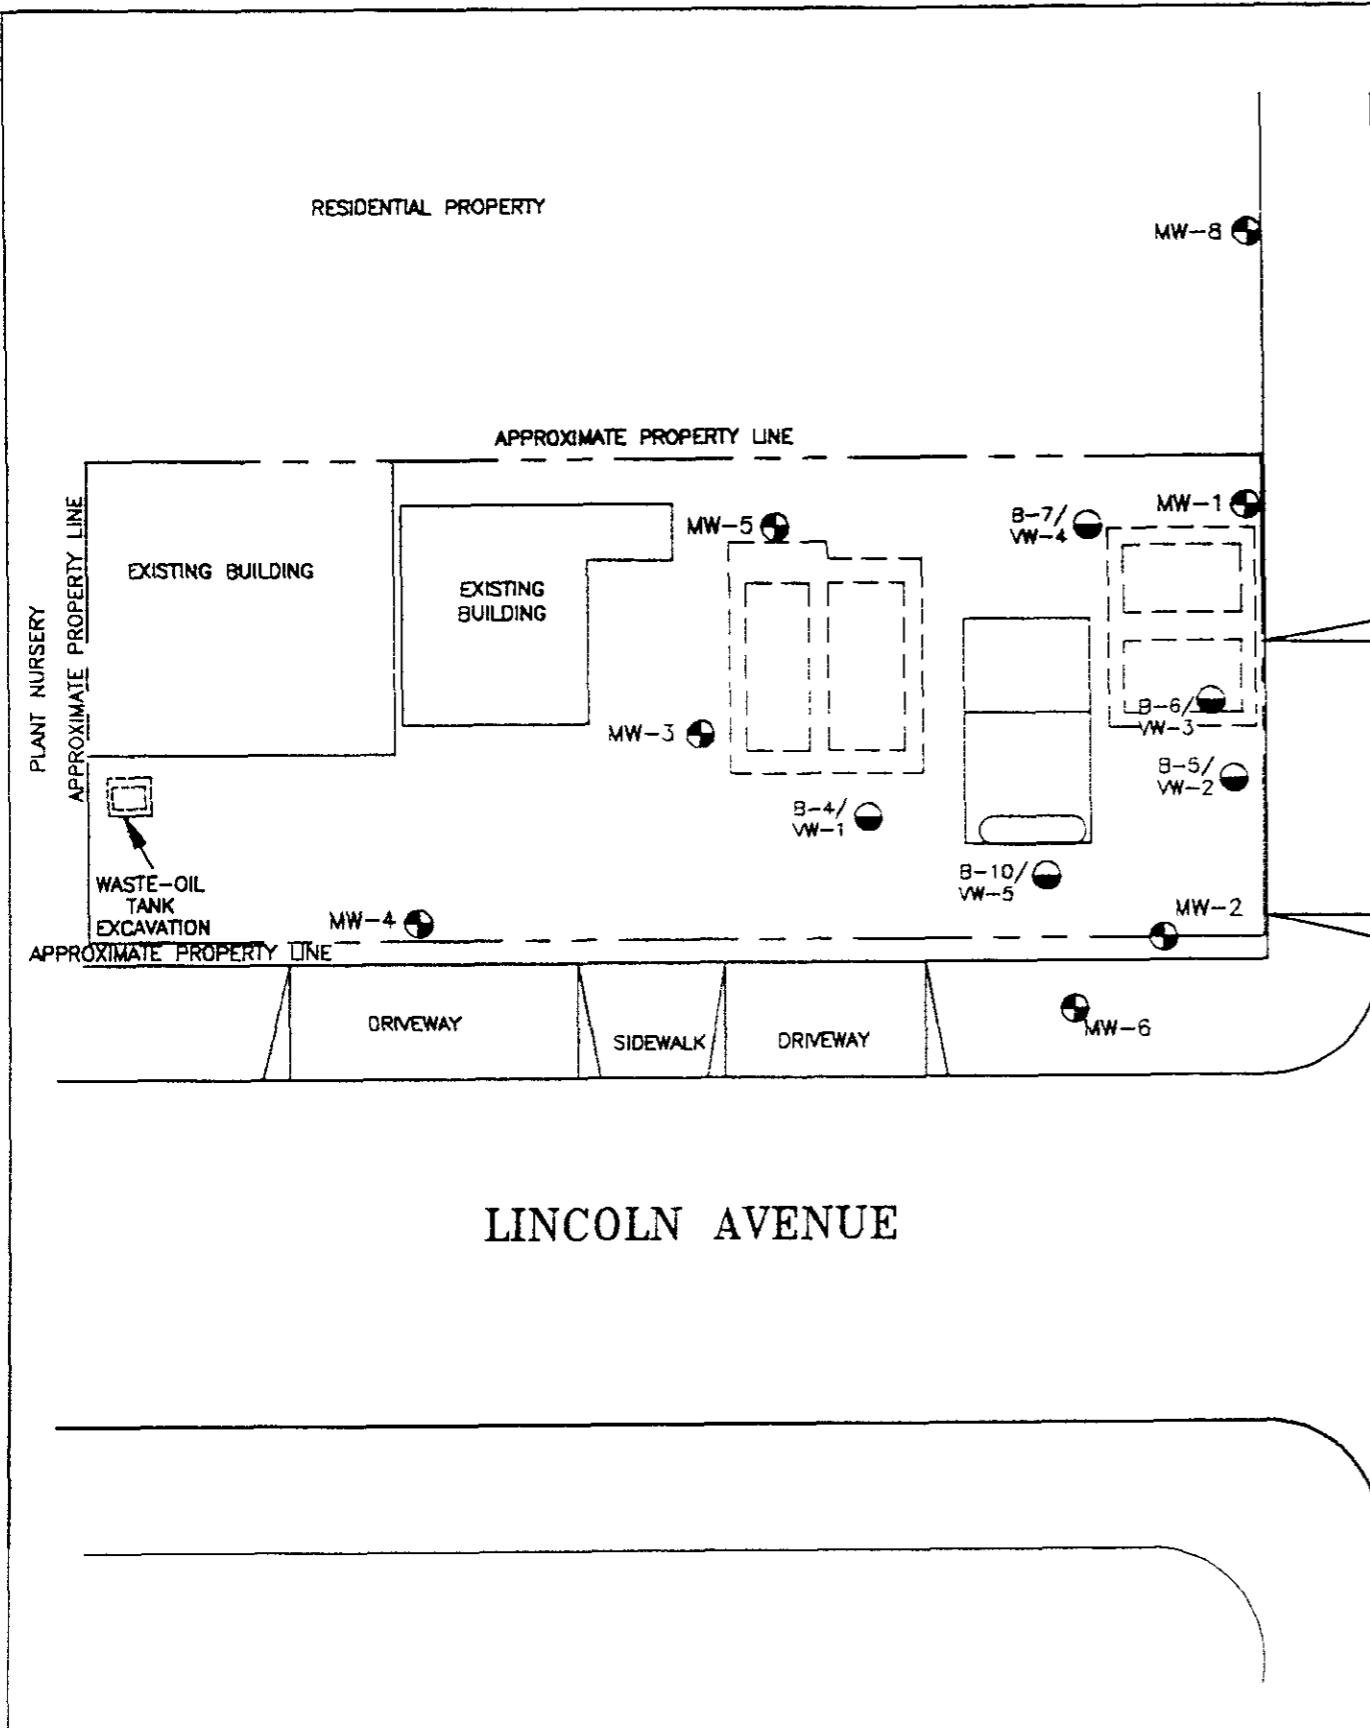 RESIDENTIAL PROPERTY
MW-8
APPROXIMATE PROPERTY LINE
MW-1
B-7/
VW-4
MW-5
EXISTING BUILDING
EXISTING
BUILDING
PLANT NURSERY
APPROXIMATE PROPERTY LINE
B-6/
VW-3
MW-3
B-5/
VW-2
B-4/
VW-1
B-10/
VW-5
WASTE-OIL
TANK
EXCAVATION
MW-4
MW-2
APPROXIMATE PROPERTY LINE
DRIVEWAY
SIDEWALK
DRIVEWAY
MW-6
LINCOLN AVENUE